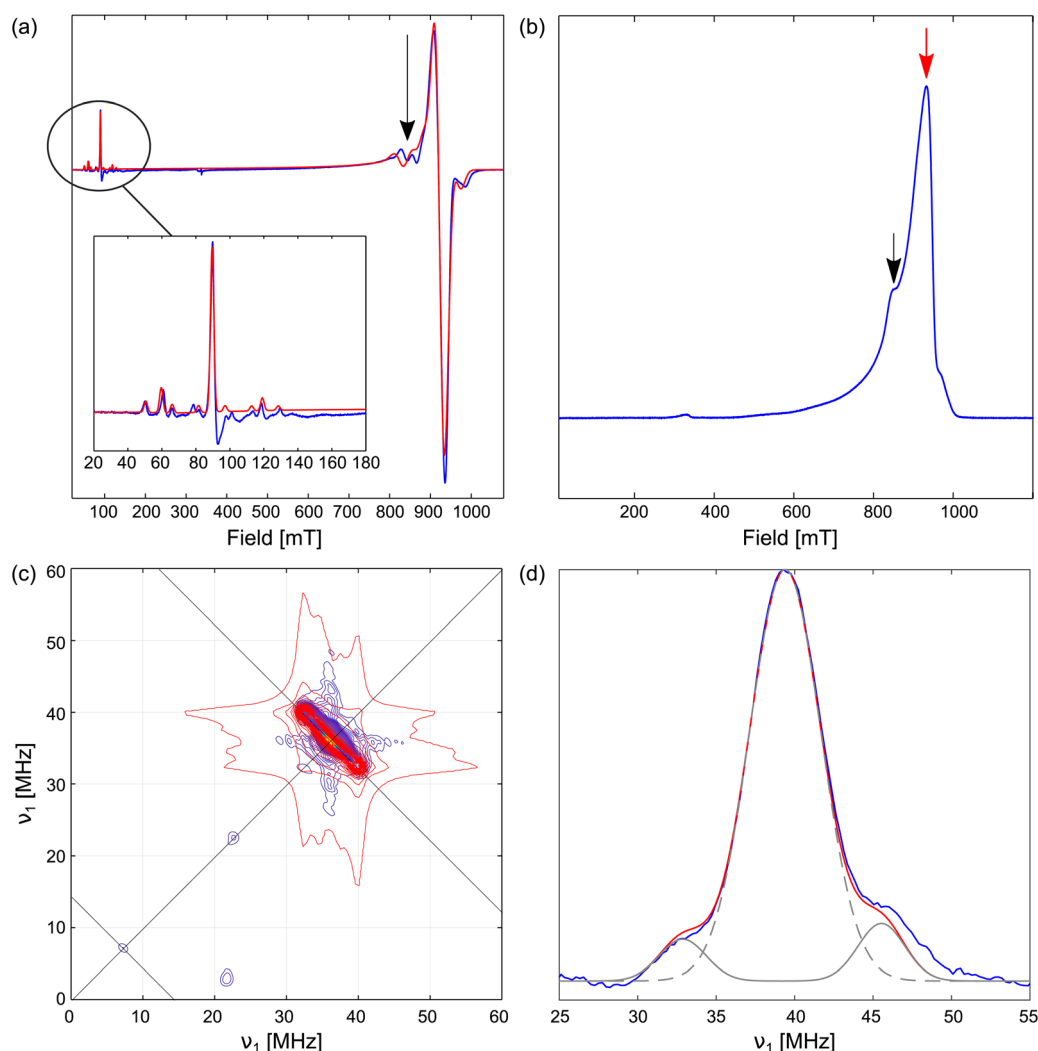 (a)
20 40 60 80 100 120 140 160 180
100 200 300 400 500 600 700 800 900 1000
Field [mT]
(b)
200 400 600 800 1000
Field [mT]
(c)
60
50
40
30
20
10
0
ν₁ [MHz]
0 10 20 30 40 50 60
ν₁ [MHz]
(d)
25 30 35 40 45 50 55
ν₁ [MHz]